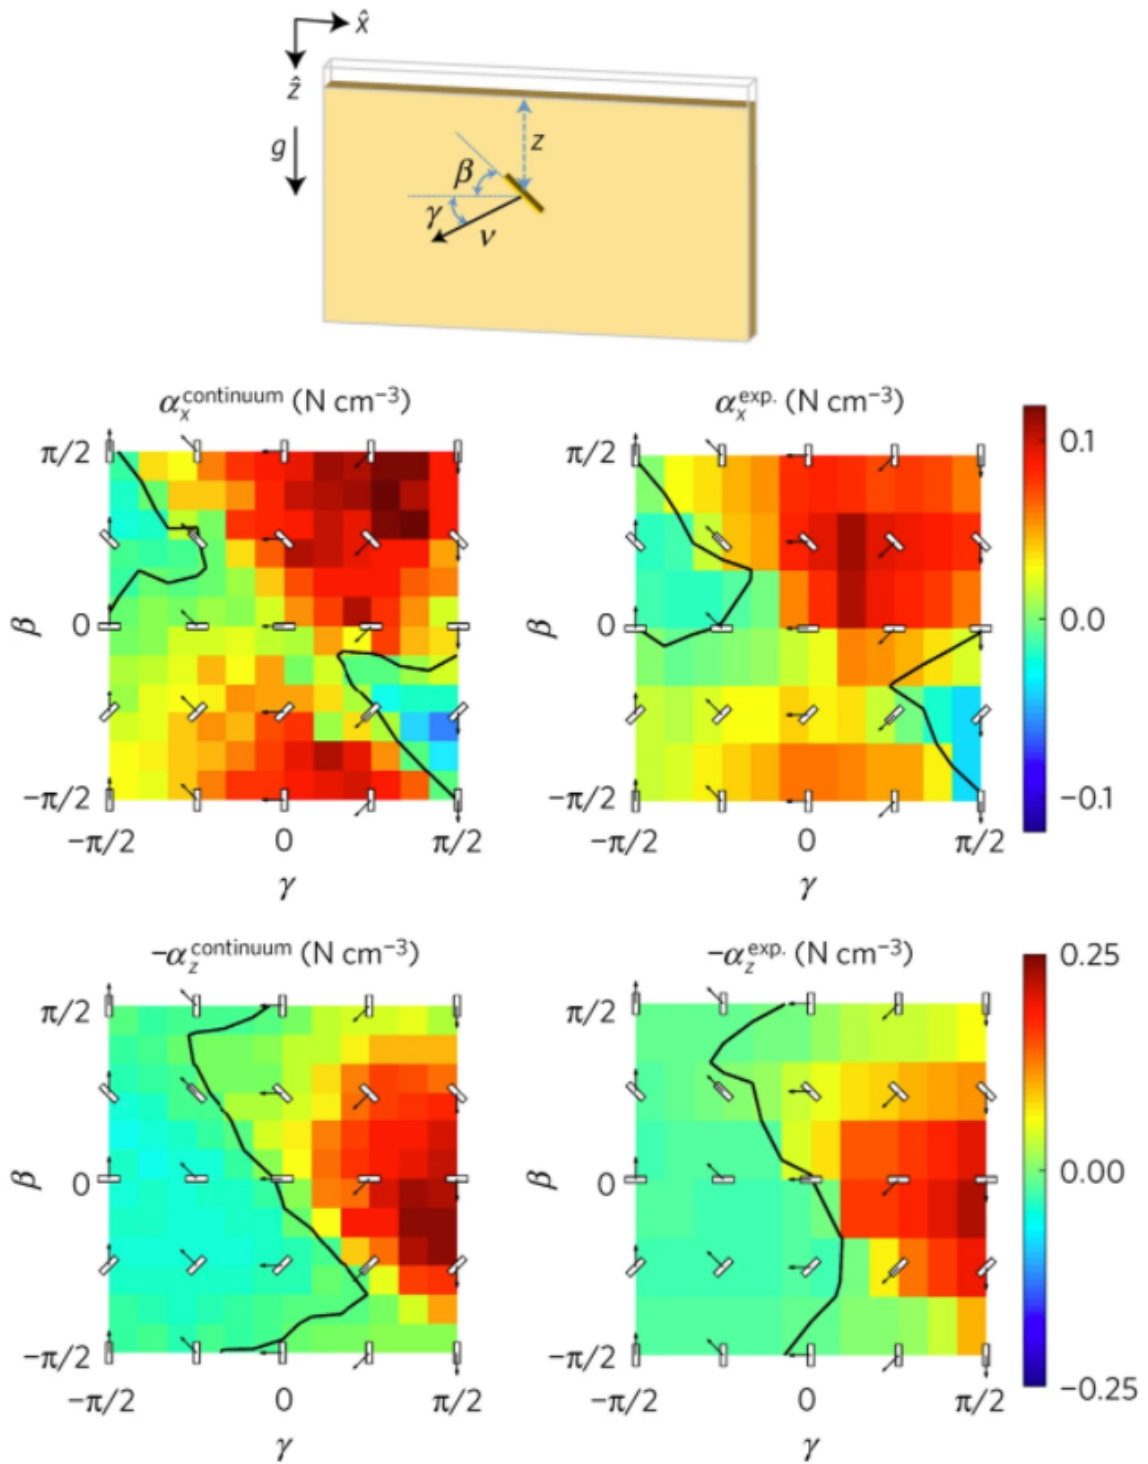 x̂
ẑ
g
z
β
γ
ν
α_x^continuum (N cm⁻³)
α_x^exp. (N cm⁻³)
π/2
0
−π/2
β
−π/2
0
π/2
γ
π/2
0
−π/2
β
−π/2
0
π/2
γ
0.1
0.0
−0.1
−α_z^continuum (N cm⁻³)
−α_z^exp. (N cm⁻³)
π/2
0
−π/2
β
−π/2
0
π/2
γ
π/2
0
−π/2
β
−π/2
0
π/2
γ
0.25
0.00
−0.25